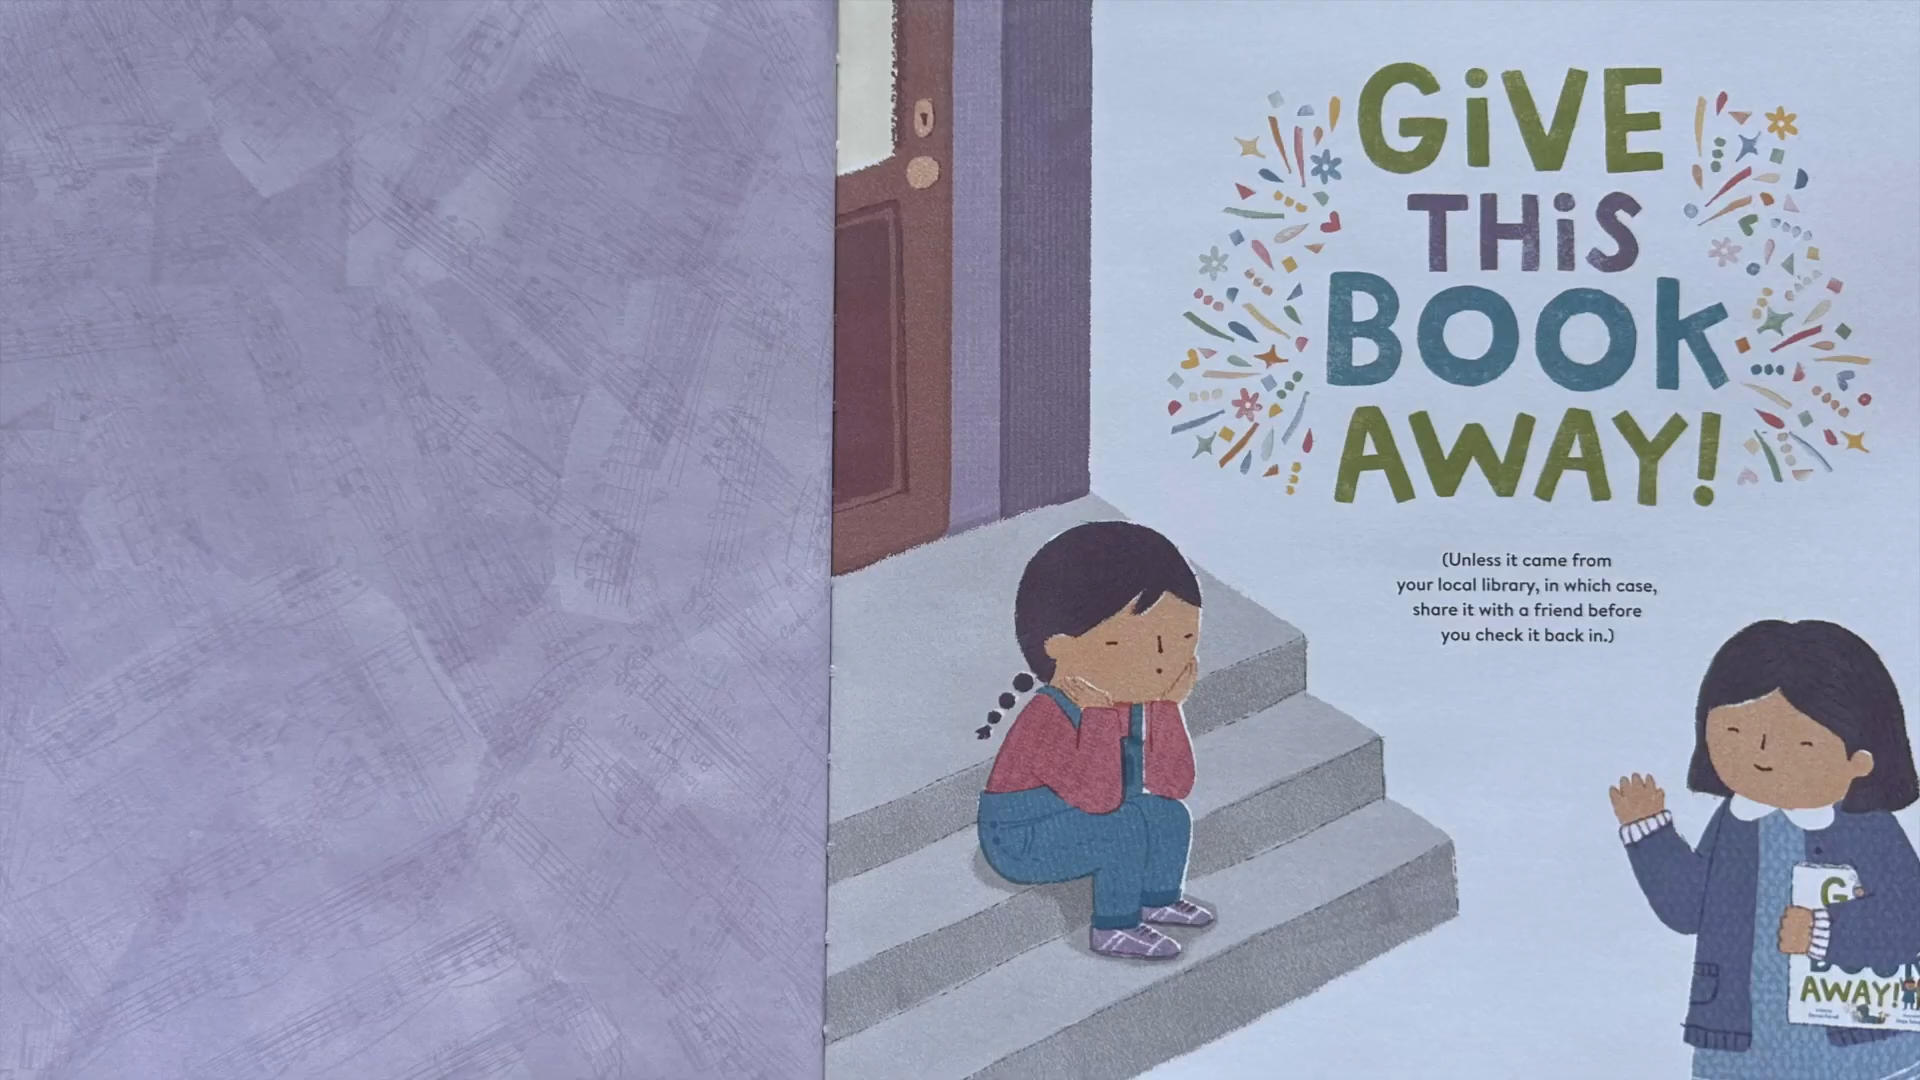 GiVE
THiS
BOOK
AWAY!
(Unless it came from
your local library, in which case,
share it with a friend before
you check it back in.)
G
BOOK
AWAY!